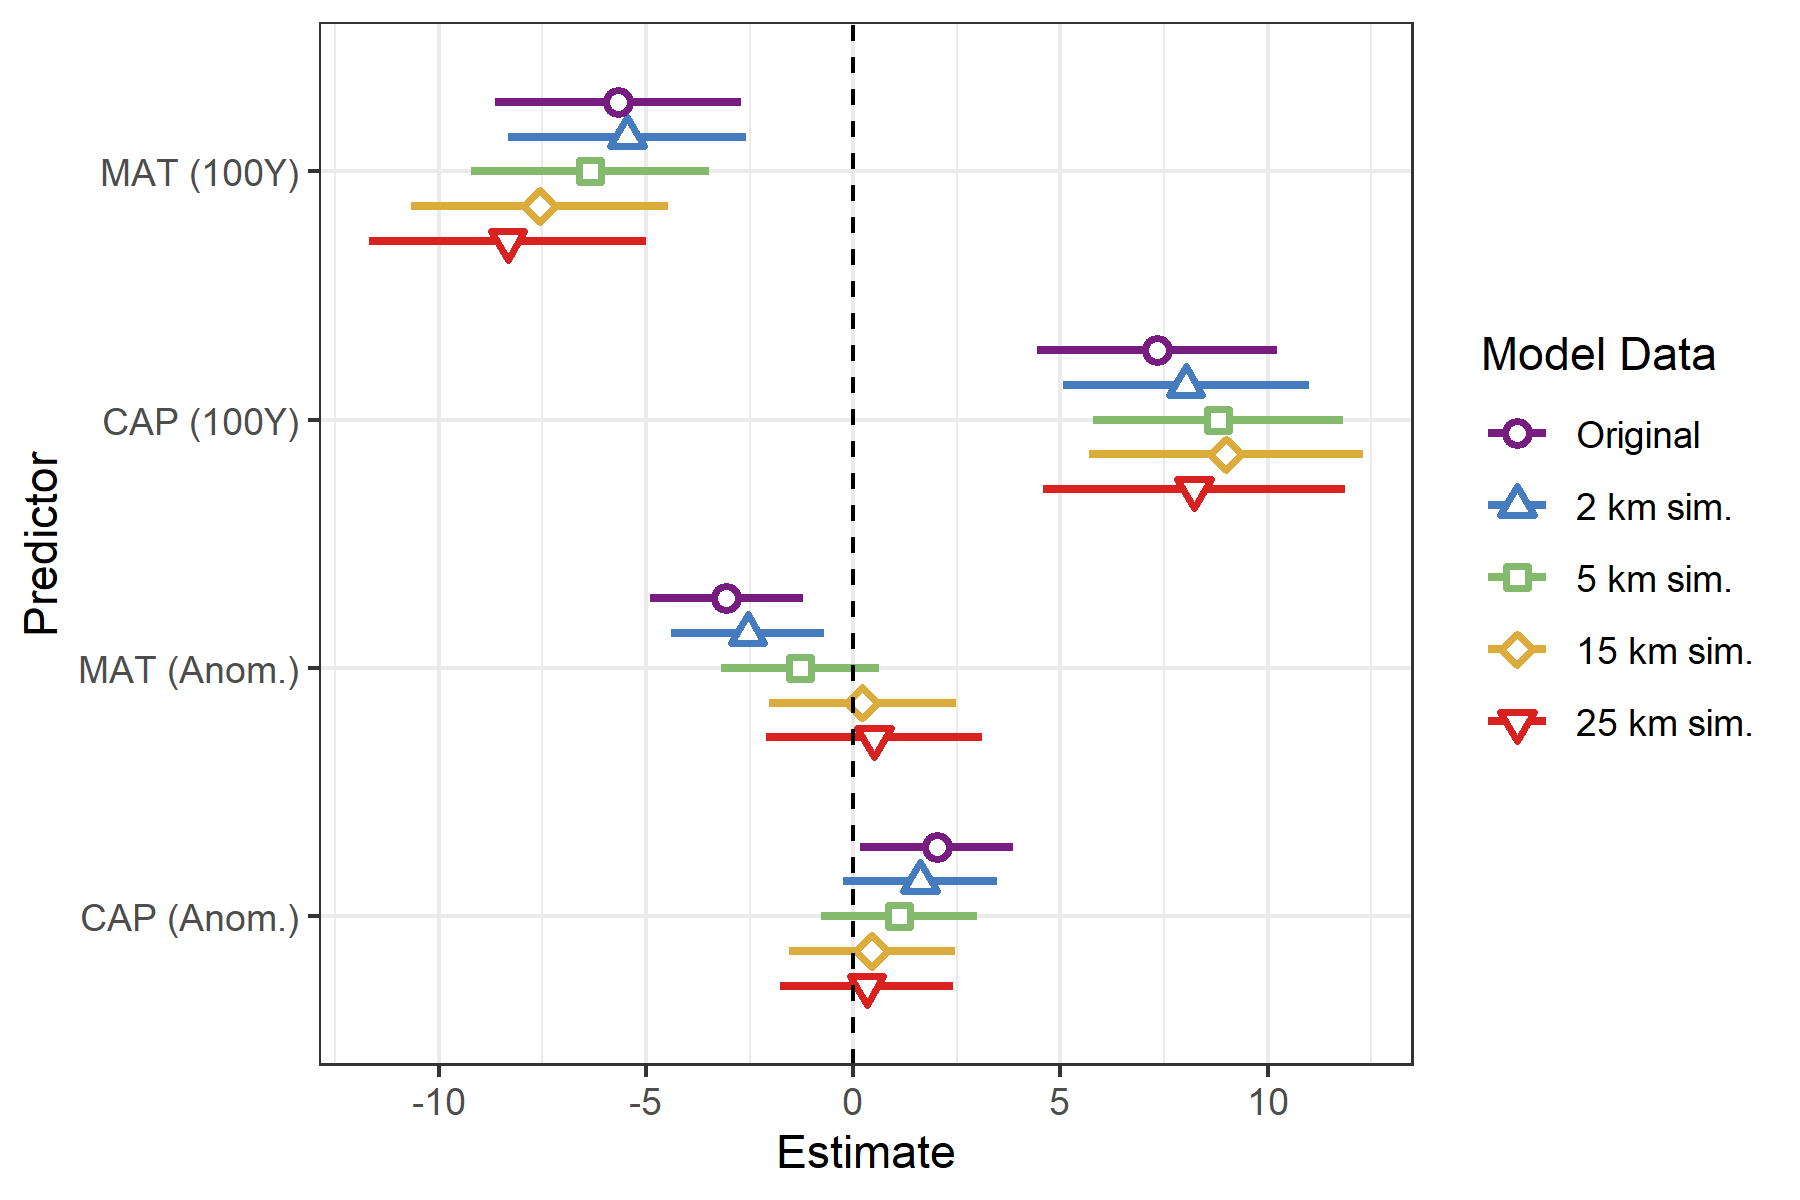 MAT (100Y)
CAP (100Y)
MAT (Anom.)
CAP (Anom.)
Predictor
-10
-5
0
5
10
Estimate
Model Data
Original
2 km sim.
5 km sim.
15 km sim.
25 km sim.